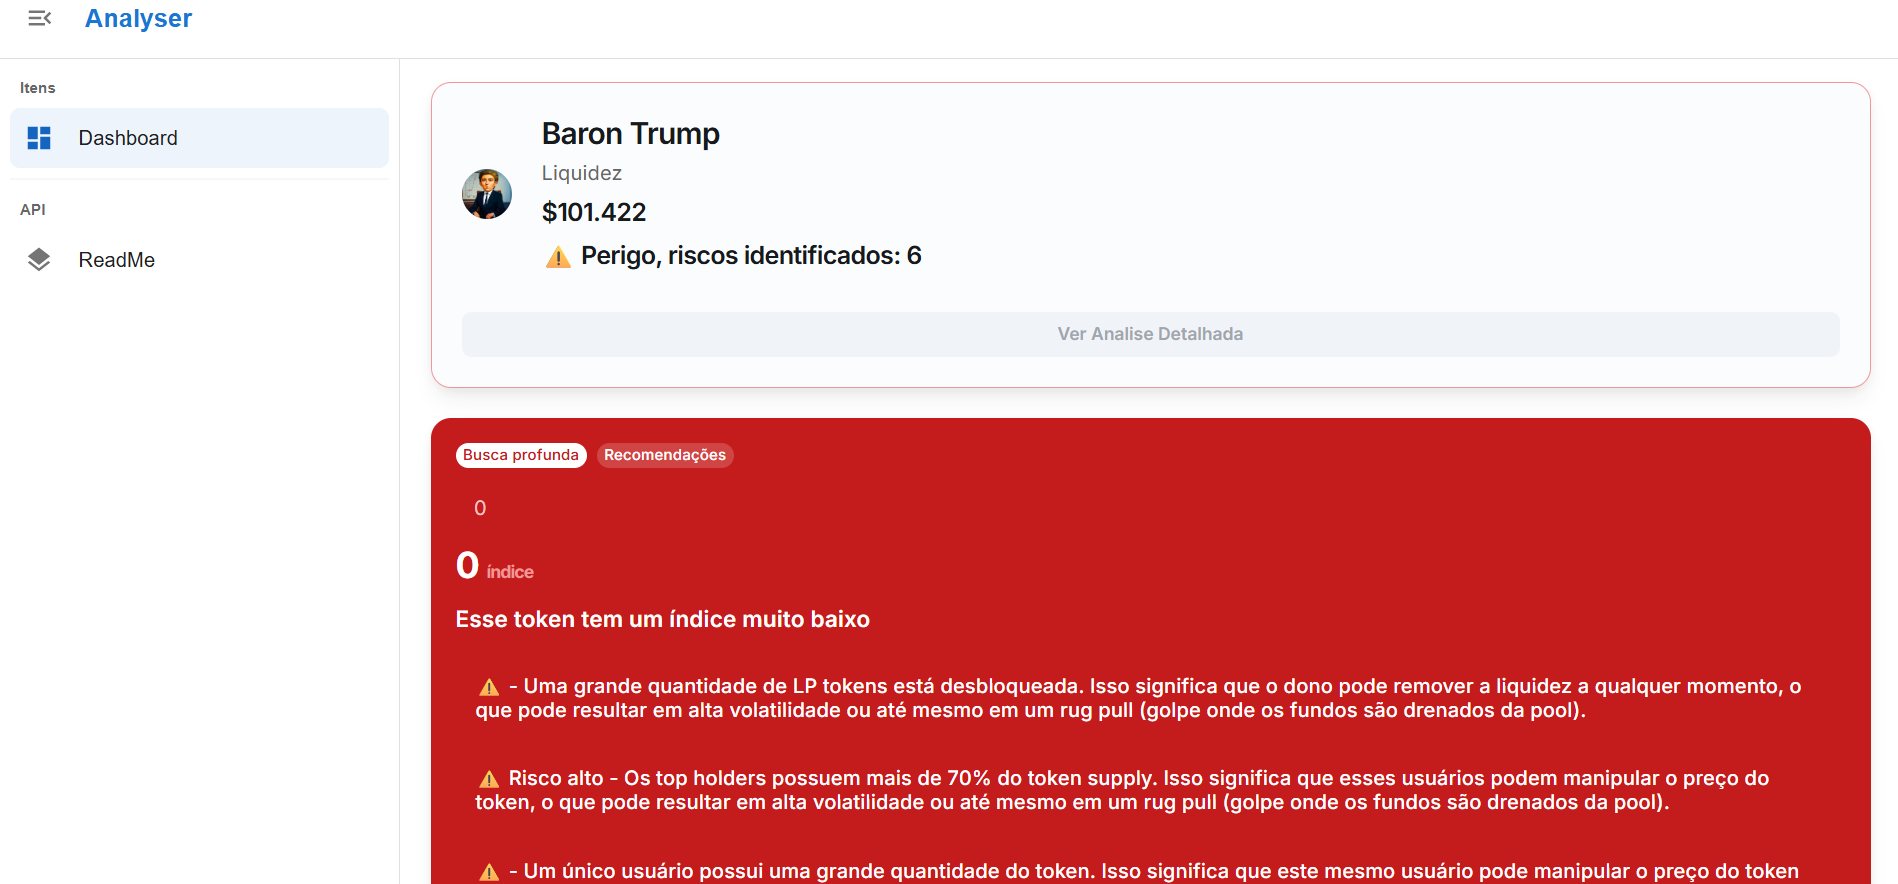 Analyser
Itens
Dashboard
API
ReadMe
Baron Trump
Liquidez
$101.422
⚠️ Perigo, riscos identificados: 6
Ver Analise Detalhada
Busca profunda
Recomendações
0
0 índice
Esse token tem um índice muito baixo
⚠️ - Uma grande quantidade de LP tokens está desbloqueada. Isso significa que o dono pode remover a liquidez a qualquer momento, o
que pode resultar em alta volatilidade ou até mesmo em um rug pull (golpe onde os fundos são drenados da pool).
⚠️ Risco alto - Os top holders possuem mais de 70% do token supply. Isso significa que esses usuários podem manipular o preço do
token, o que pode resultar em alta volatilidade ou até mesmo em um rug pull (golpe onde os fundos são drenados da pool).
⚠️ - Um único usuário possui uma grande quantidade do token. Isso significa que este mesmo usuário pode manipular o preço do token